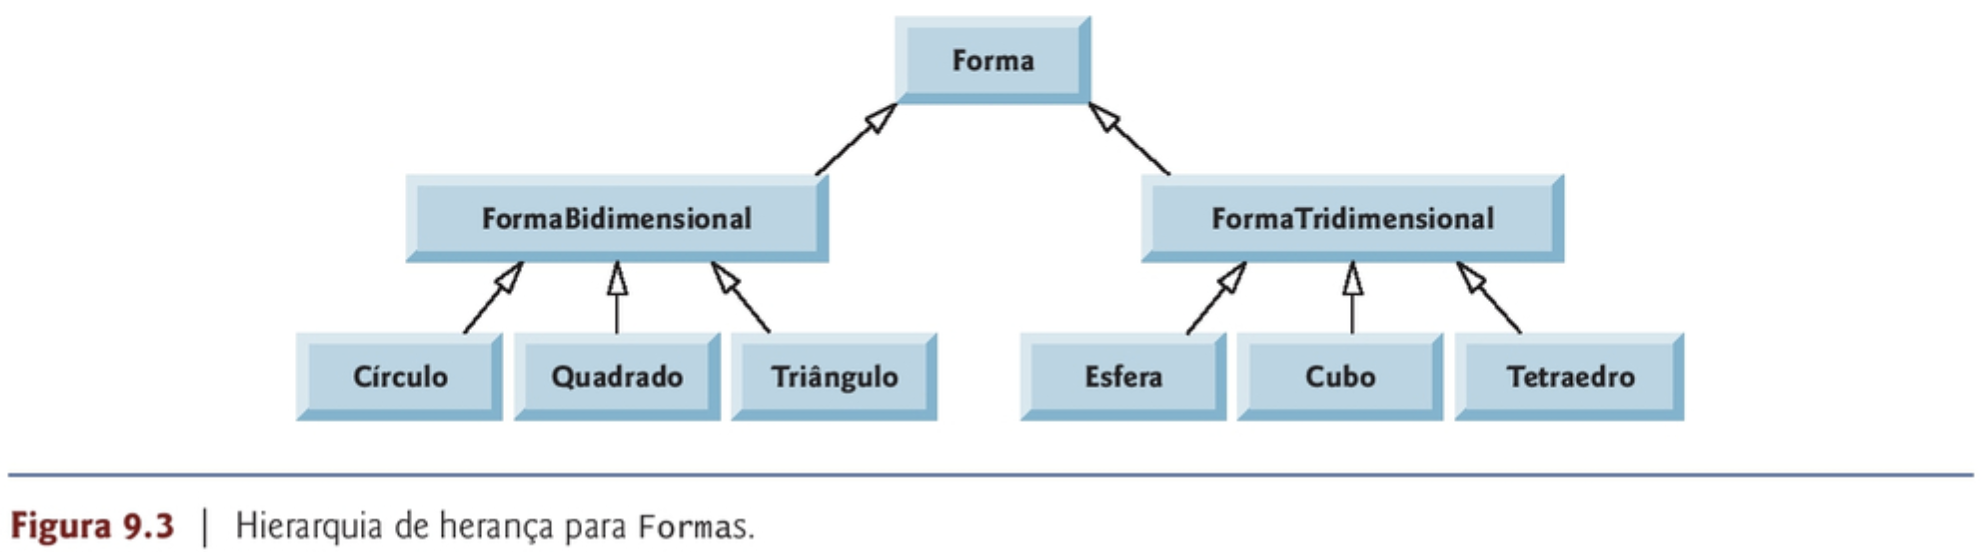 Forma
FormaBidimensional FormaTridimensional
Círculo Quadrado Triângulo Esfera Cubo Tetraedro
Figura 9.3 | Hierarquia de herança para Formas.